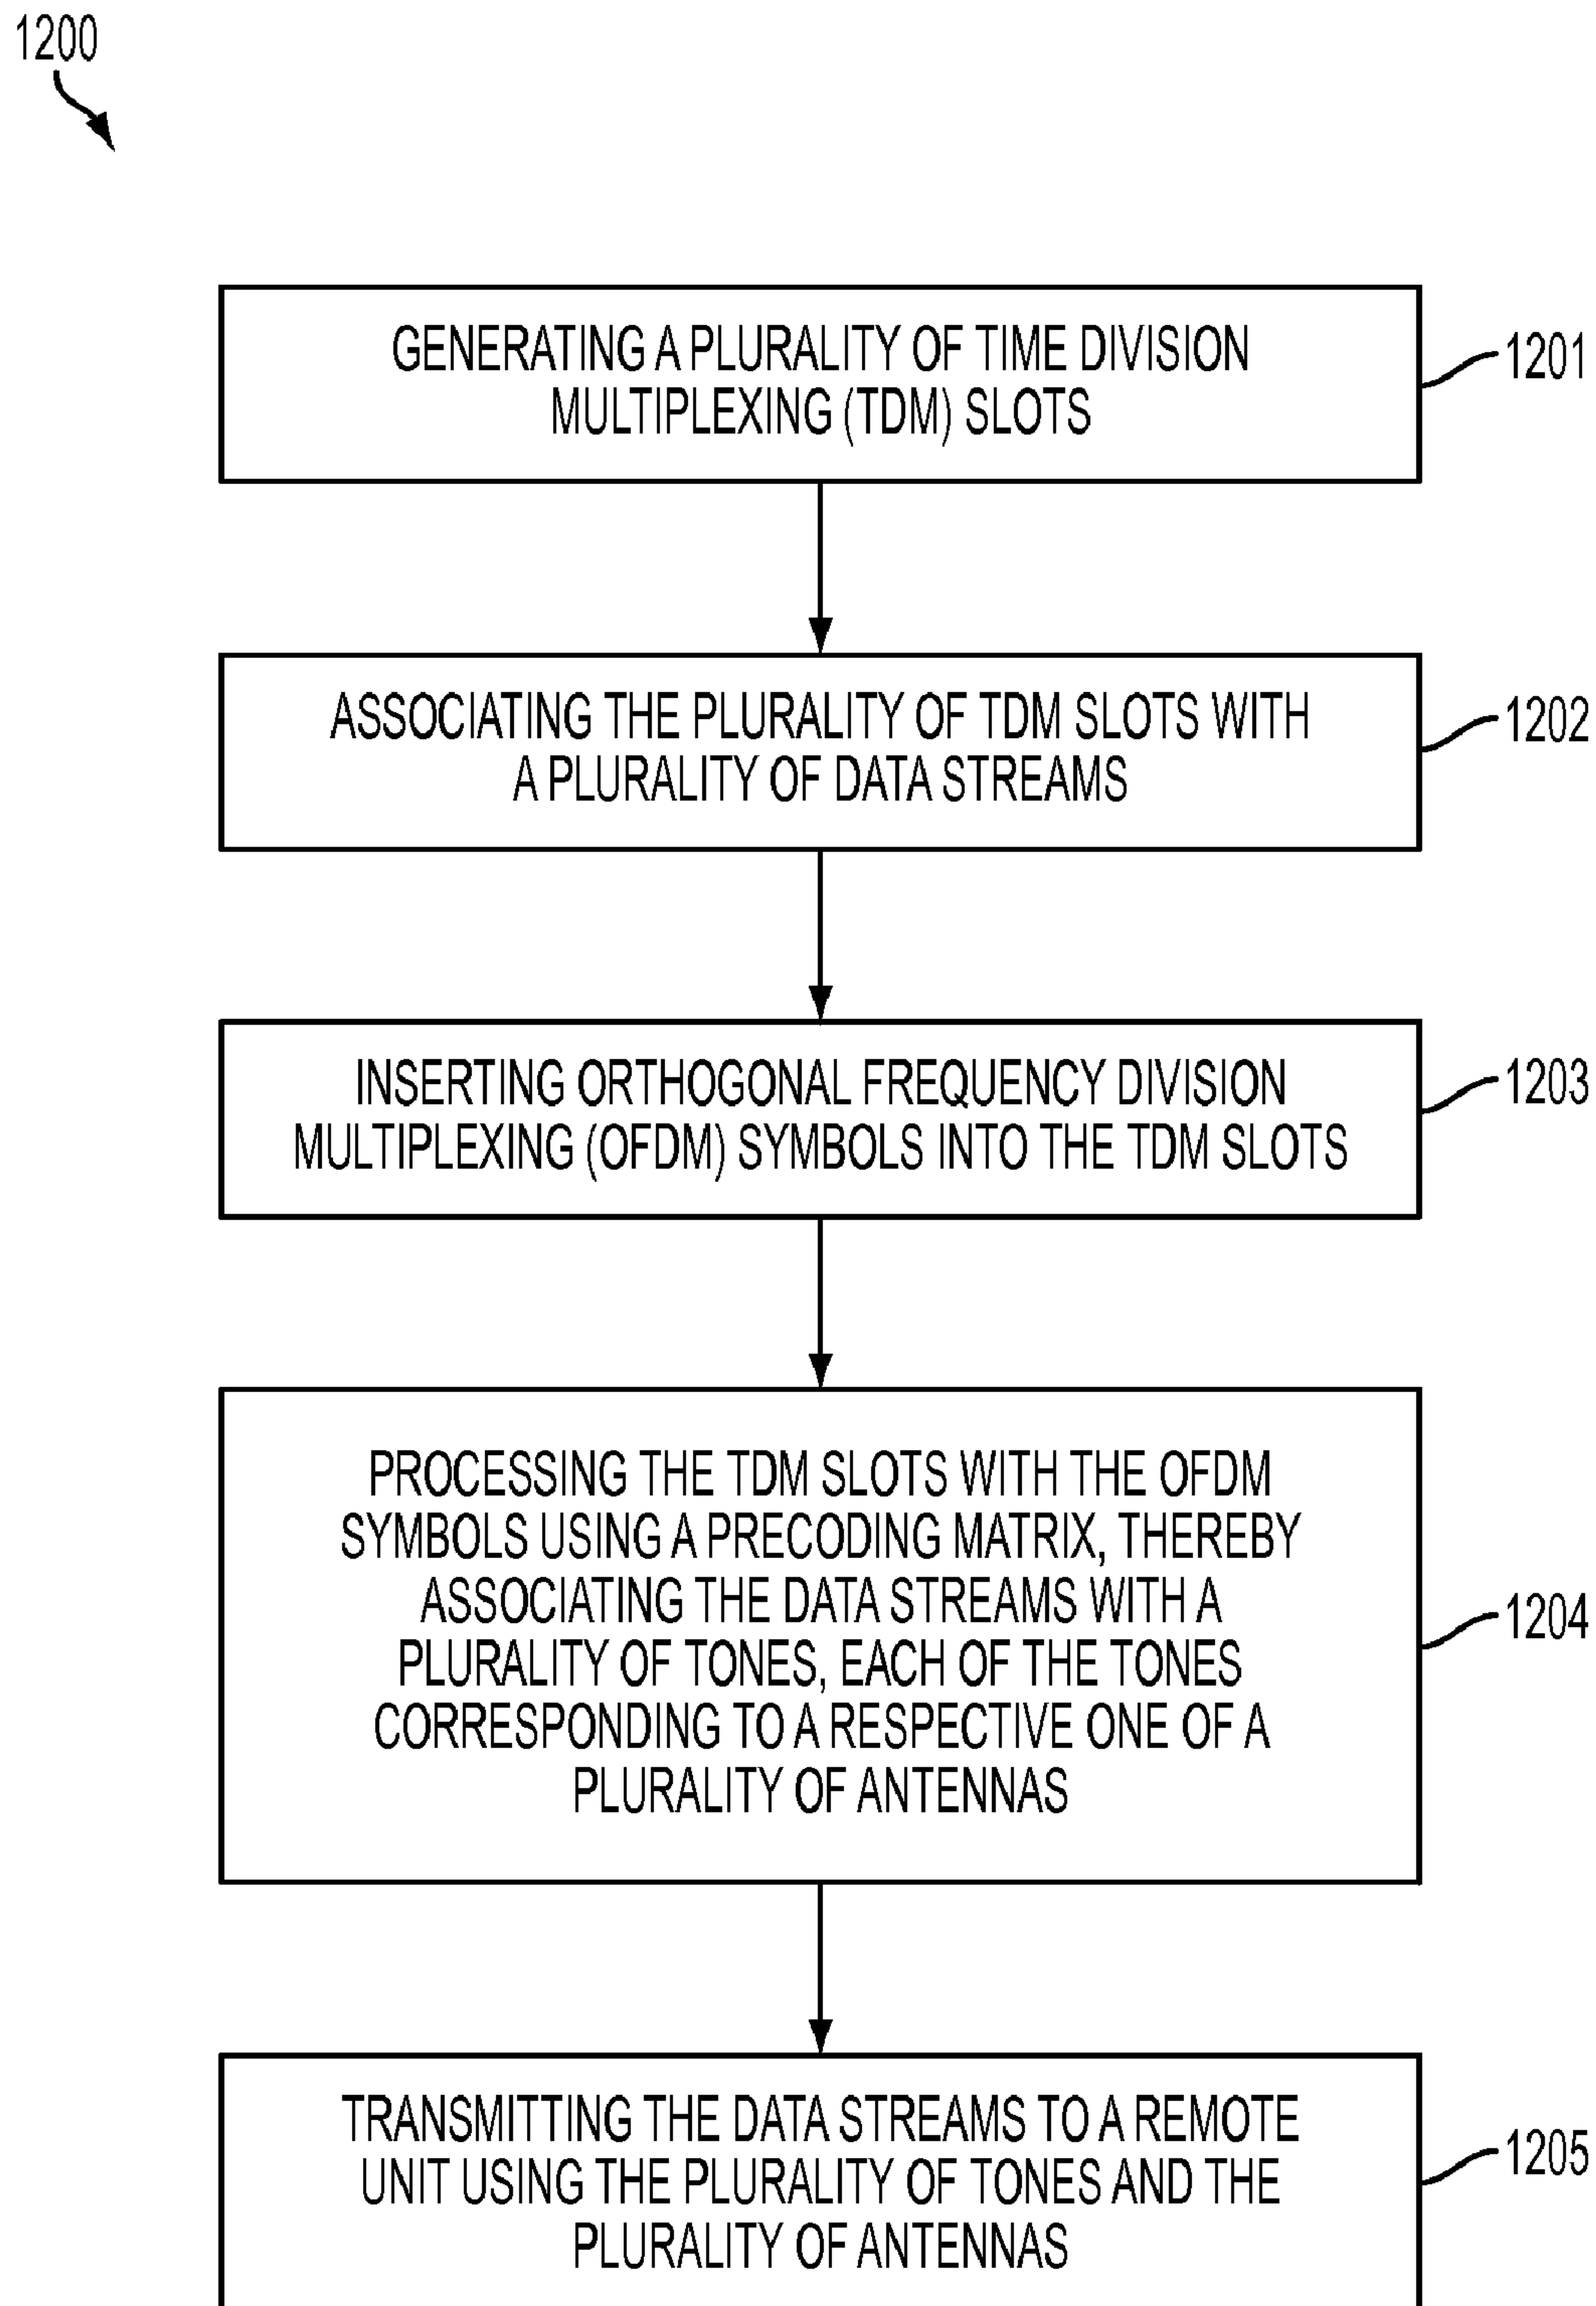 1200
GENERATING A PLURALITY OF TIME DIVISION
MULTIPLEXING (TDM) SLOTS
1201
ASSOCIATING THE PLURALITY OF TDM SLOTS WITH
A PLURALITY OF DATA STREAMS
1202
INSERTING ORTHOGONAL FREQUENCY DIVISION
MULTIPLEXING (OFDM) SYMBOLS INTO THE TDM SLOTS
1203
PROCESSING THE TDM SLOTS WITH THE OFDM
SYMBOLS USING A PRECODING MATRIX, THEREBY
ASSOCIATING THE DATA STREAMS WITH A
PLURALITY OF TONES, EACH OF THE TONES
CORRESPONDING TO A RESPECTIVE ONE OF A
PLURALITY OF ANTENNAS
1204
TRANSMITTING THE DATA STREAMS TO A REMOTE
UNIT USING THE PLURALITY OF TONES AND THE
PLURALITY OF ANTENNAS
1205